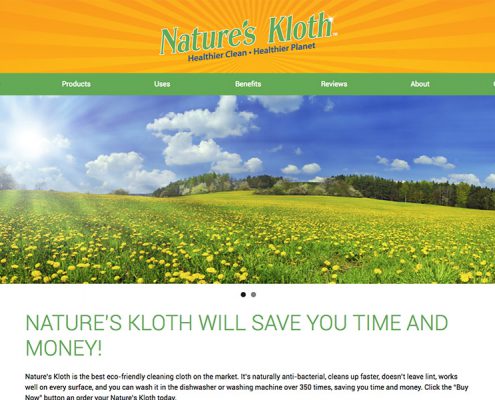 Nature's Kloth
Healthier Clean • Healthier Planet
Products Uses Benefits Reviews About
NATURE'S KLOTH WILL SAVE YOU TIME AND
MONEY!
Nature's Kloth is the best eco-friendly cleaning cloth on the market. It's naturally anti-bacterial, cleans up faster, doesn't leave lint, works
well on every surface, and you can wash it in the dishwasher or washing machine over 350 times, saving you time and money. Click the "Buy
Now" button an order your Nature's Kloth today.